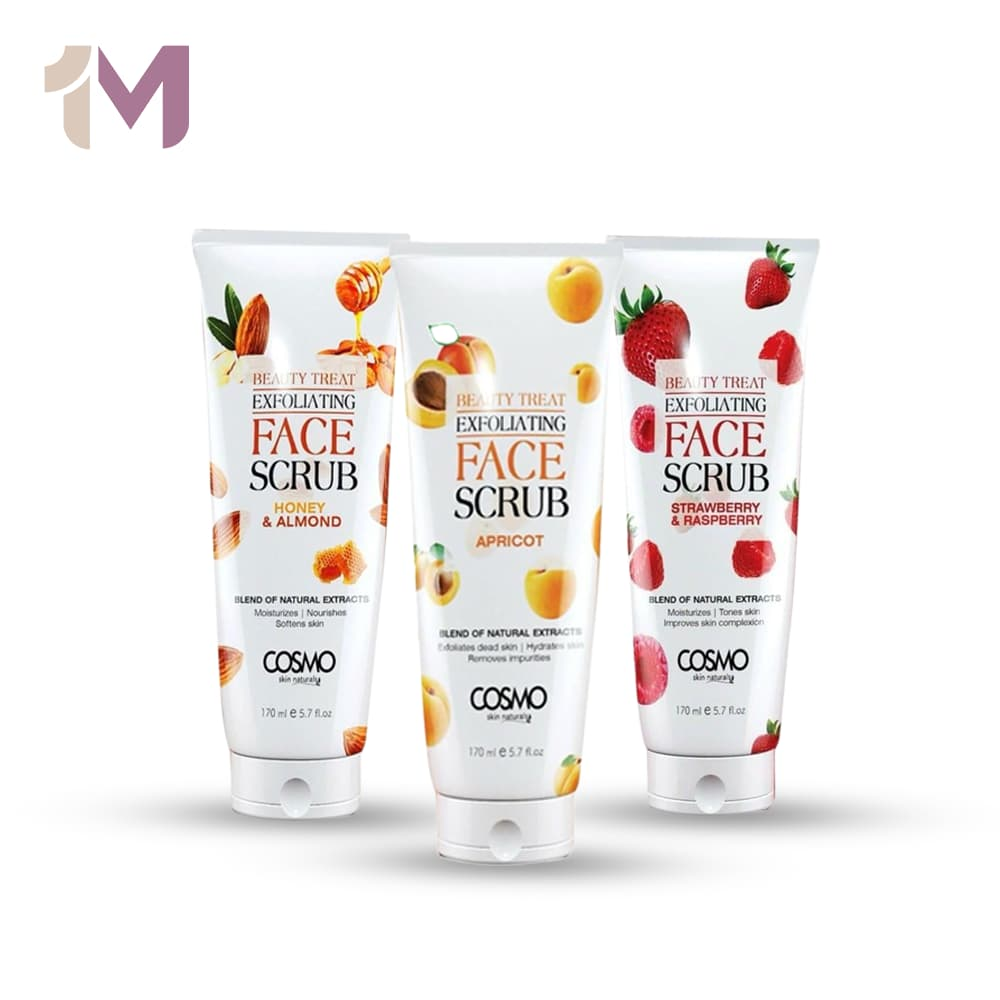 1M
BEAUTY TREAT
EXFOLIATING
FACE
SCRUB
HONEY
& ALMOND
BLEND OF NATURAL EXTRACTS
Moisturizes | Nourishes
Softens skin
COSMO
skin naturaly
170 ml e 5.7 fl.oz
BEAUTY TREAT
EXFOLIATING
FACE
SCRUB
APRICOT
BLEND OF NATURAL EXTRACTS
Exfoliates dead skin | Hydrates skin
Removes impurities
COSMO
skin naturaly
170 ml e 5.7 fl.oz
BEAUTY TREAT
EXFOLIATING
FACE
SCRUB
STRAWBERRY
& RASPBERRY
BLEND OF NATURAL EXTRACTS
Moisturizes | Tones skin
Improves skin complexion
COSMO
skin naturaly
170 ml e 5.7 fl.oz